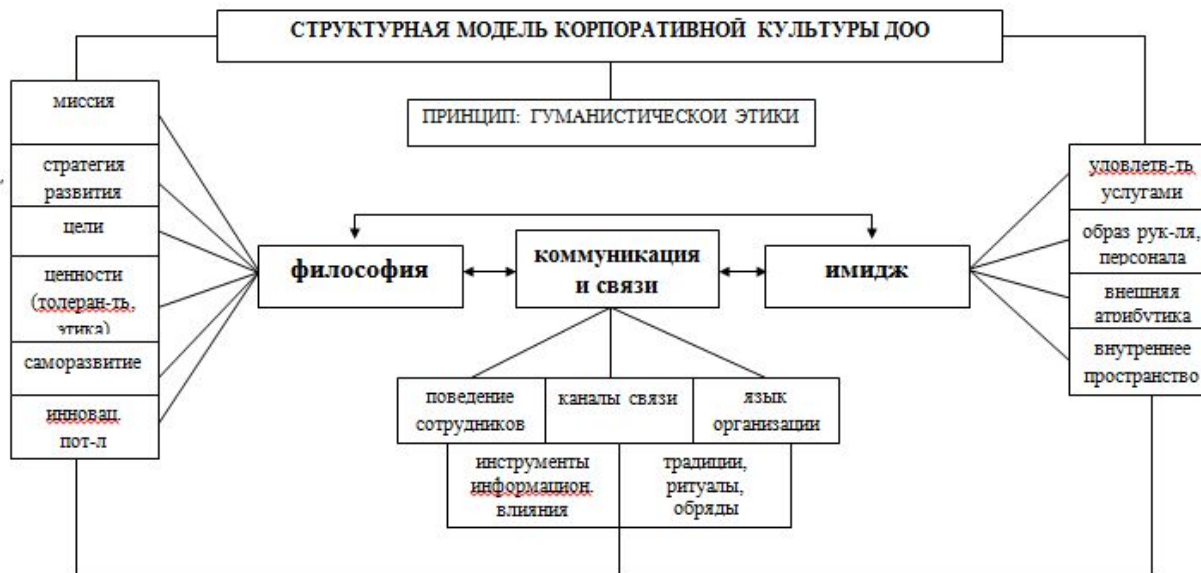 СТРУКТУРНАЯ МОДЕЛЬ КОРПОРАТИВНОЙ КУЛЬТУРЫ ДОО
ПРИНЦИП: ГУМАНИСТИЧЕСКОИ ЭТИКИ
миссия
стратегия
развития
цели
ценности
(толеран-ть,
этика)
саморазвитие
инновац.
пот-л
философия
коммуникация
и связи
имидж
удовлетв-ть
услугами
образ рук-ля,
персонала
внешняя
атрибутика
внутреннее
пространство
поведение
сотрудников
каналы связи
язык
организации
инструменты
информацион.
влияния
традиции,
ритуалы,
обряды